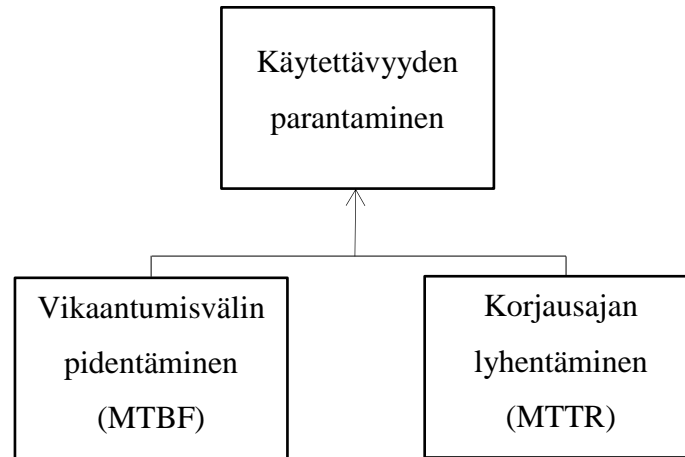 Käytettävyyden
parantaminen
Vikaantumisvälin
pidentäminen
(MTBF)
Korjausajan
lyhentäminen
(MTTR)